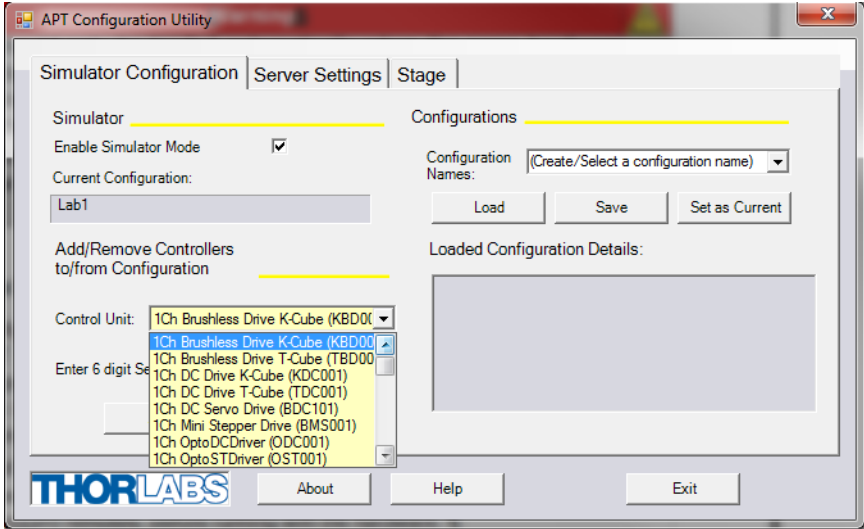 APT Configuration Utility
Simulator Configuration
Server Settings
Stage
Simulator
Enable Simulator Mode
Current Configuration:
Lab1
Add/Remove Controllers
to/from Configuration
Control Unit:
1Ch Brushless Drive K-Cube (KBD00
1Ch Brushless Drive K-Cube (KBD00
1Ch Brushless Drive T-Cube (TBD00
1Ch DC Drive K-Cube (KDC001)
1Ch DC Drive T-Cube (TDC001)
1Ch DC Servo Drive (BDC101)
1Ch Mini Stepper Drive (BMS001)
1Ch OptoDCDriver (ODC001)
1Ch OptoSTDriver (OST001)
Enter 6 digit Se
Configurations
Configuration
Names:
(Create/Select a configuration name)
Load
Save
Set as Current
Loaded Configuration Details:
THORLABS
About
Help
Exit